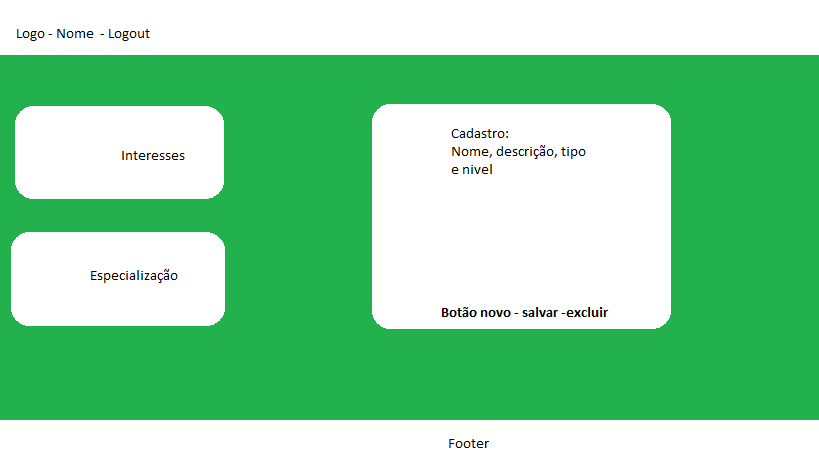 Logo - Nome - Logout
Interesses
Especialização
Cadastro:
Nome, descrição, tipo
e nivel
Botão novo - salvar -excluir
Footer